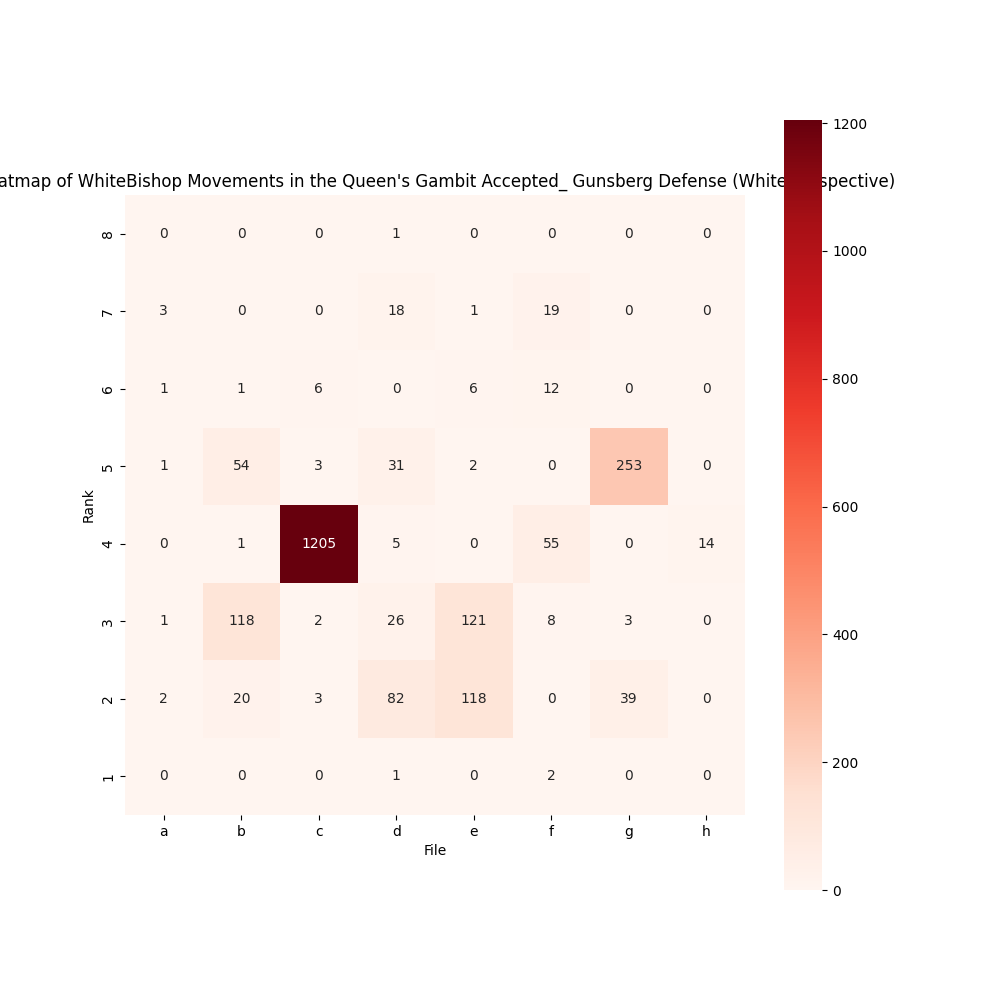 atmap of WhiteBishop Movements in the Queen's Gambit Accepted_ Gunsberg Defense (White spective)
Rank
8 0 0 0 1 0 0 0 0
7 3 0 0 18 1 19 0 0
6 1 1 6 0 6 12 0 0
5 1 54 3 31 2 0 253 0
4 0 1 1205 5 0 55 0 14
3 1 118 2 26 121 8 3 0
2 2 20 3 82 118 0 39 0
1 0 0 0 1 0 2 0 0
a b c d e f g h
File
1200
1000
800
600
400
200
0